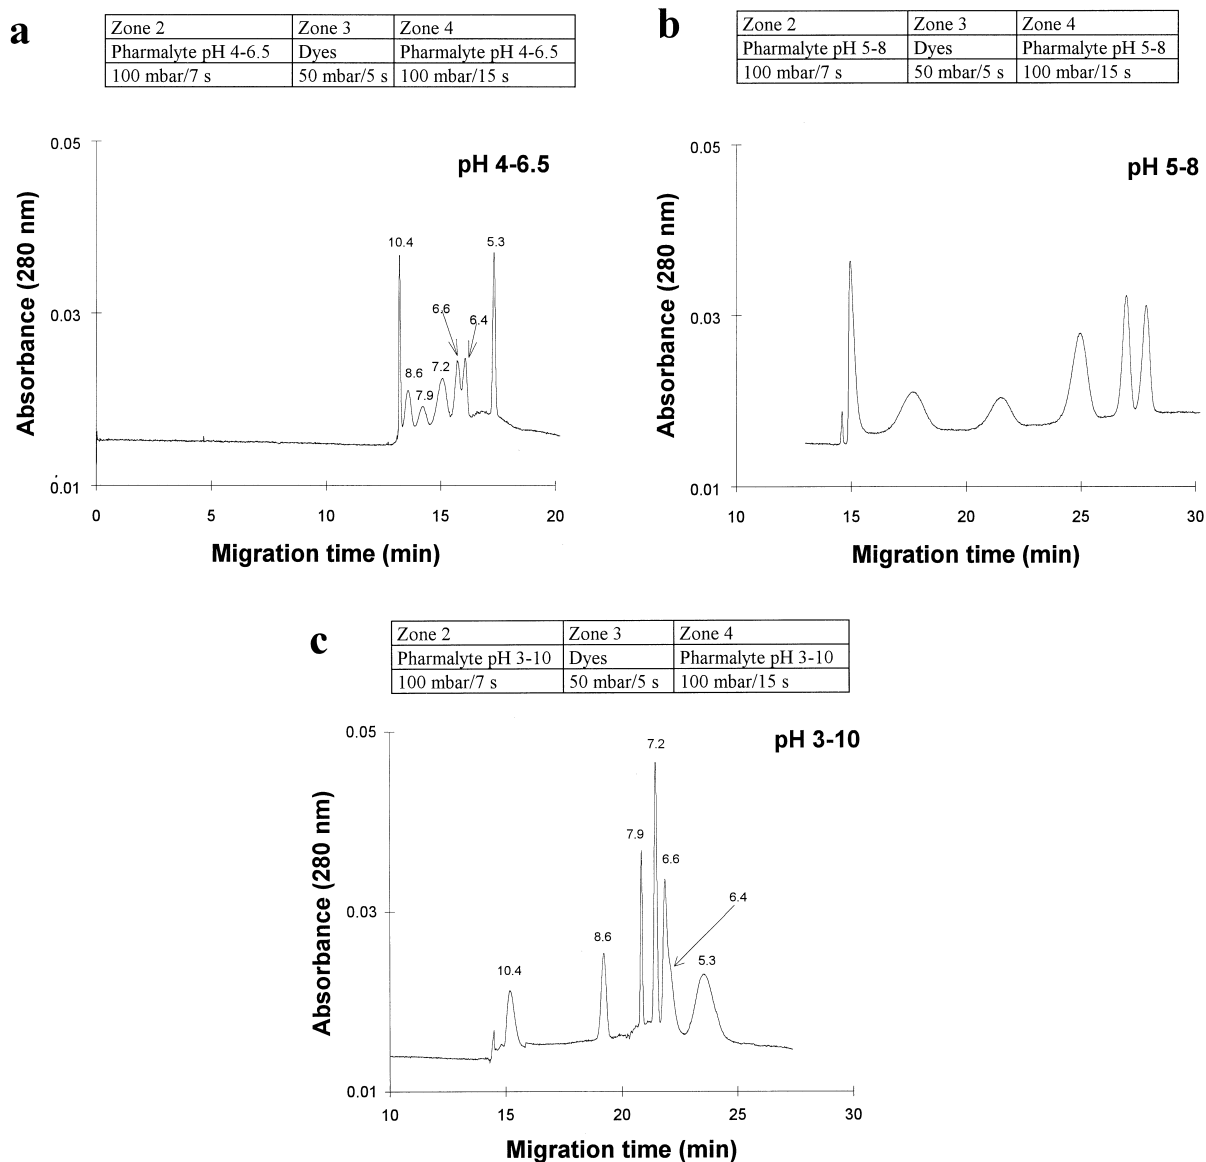 a
Zone 2 Zone 3 Zone 4
Pharmalyte pH 4-6.5 Dyes Pharmalyte pH 4-6.5
100 mbar/7 s 50 mbar/5 s 100 mbar/15 s
pH 4-6.5
Absorbance (280 nm)
0.05
0.03
0.01
10.4
8.6
7.9
7.2
6.6
6.4
5.3
0 5 10 15 20
Migration time (min)
b
Zone 2 Zone 3 Zone 4
Pharmalyte pH 5-8 Dyes Pharmalyte pH 5-8
100 mbar/7 s 50 mbar/5 s 100 mbar/15 s
pH 5-8
Absorbance (280 nm)
0.05
0.03
0.01
10 15 20 25 30
Migration time (min)
c
Zone 2 Zone 3 Zone 4
Pharmalyte pH 3-10 Dyes Pharmalyte pH 3-10
100 mbar/7 s 50 mbar/5 s 100 mbar/15 s
pH 3-10
Absorbance (280 nm)
0.05
0.03
0.01
10.4
8.6
7.9
7.2
6.6
6.4
5.3
10 15 20 25 30
Migration time (min)